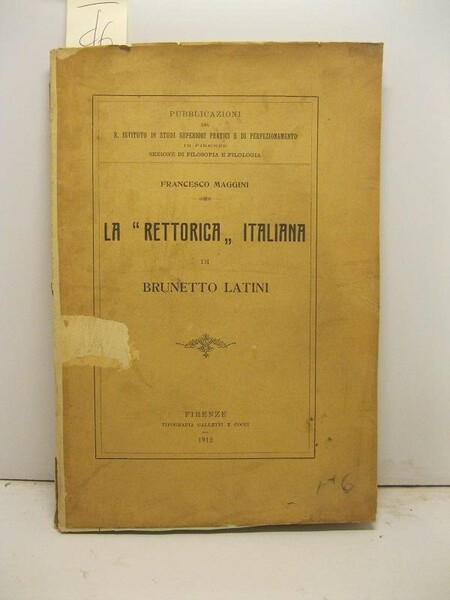 PUBBLICAZIONI
DEL
R. ISTITUTO DI STUDI SUPERIORI PRATICI E DI PERFEZIONAMENTO
IN FIRENZE
SEZIONE DI FILOSOFIA E FILOLOGIA
FRANCESCO MAGGINI
LA “ RETTORICA „ ITALIANA
DI
BRUNETTO LATINI
FIRENZE
TIPOGRAFIA GALLETTI E COCCI
1912